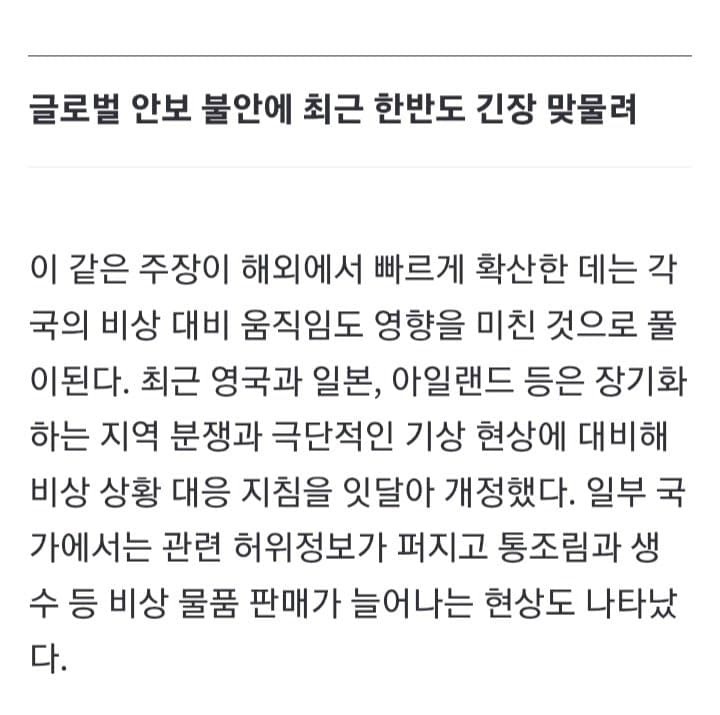 글로벌 안보 불안에 최근 한반도 긴장 맞물려
이 같은 주장이 해외에서 빠르게 확산한 데는 각
국의 비상 대비 움직임도 영향을 미친 것으로 풀
이된다. 최근 영국과 일본, 아일랜드 등은 장기화
하는 지역 분쟁과 극단적인 기상 현상에 대비해
비상 상황 대응 지침을 잇달아 개정했다. 일부 국
가에서는 관련 허위정보가 퍼지고 통조림과 생
수 등 비상 물품 판매가 늘어나는 현상도 나타났
다.